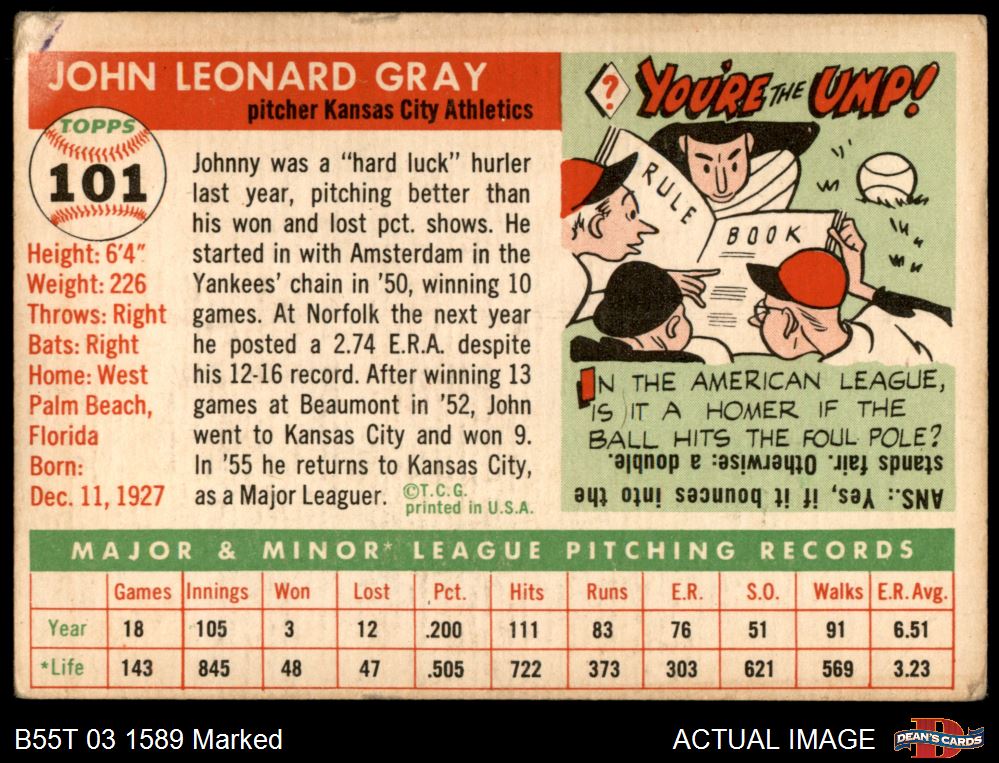 JOHN LEONARD GRAY
pitcher Kansas City Athletics
TOPPS
101
Height: 6'4"
Weight: 226
Throws: Right
Bats: Right
Home: West
Palm Beach,
Florida
Born:
Dec. 11, 1927
Johnny was a "hard luck" hurler
last year, pitching better than
his won and lost pct. shows. He
started in with Amsterdam in the
Yankees' chain in '50, winning 10
games. At Norfolk the next year
he posted a 2.74 E.R.A. despite
his 12-16 record. After winning 13
games at Beaumont in '52, John
went to Kansas City and won 9.
In '55 he returns to Kansas City,
as a Major Leaguer.
©T.C.G.
printed in U.S.A.
?
YOU'RE THE UMP!
RULE
BOOK
IN THE AMERICAN LEAGUE,
IS IT A HOMER IF THE
BALL HITS THE FOUL POLE?
ANS.: Yes, if it bounces into the
stands fair. Otherwise: a double.
MAJOR & MINOR* LEAGUE PITCHING RECORDS
Games Innings Won Lost Pct. Hits Runs E.R. S.O. Walks E.R. Avg.
Year 18 105 3 12 .200 111 83 76 51 91 6.51
*Life 143 845 48 47 .505 722 373 303 621 569 3.23
B55T 03 1589 Marked
ACTUAL IMAGE
D
DEAN'S CARDS